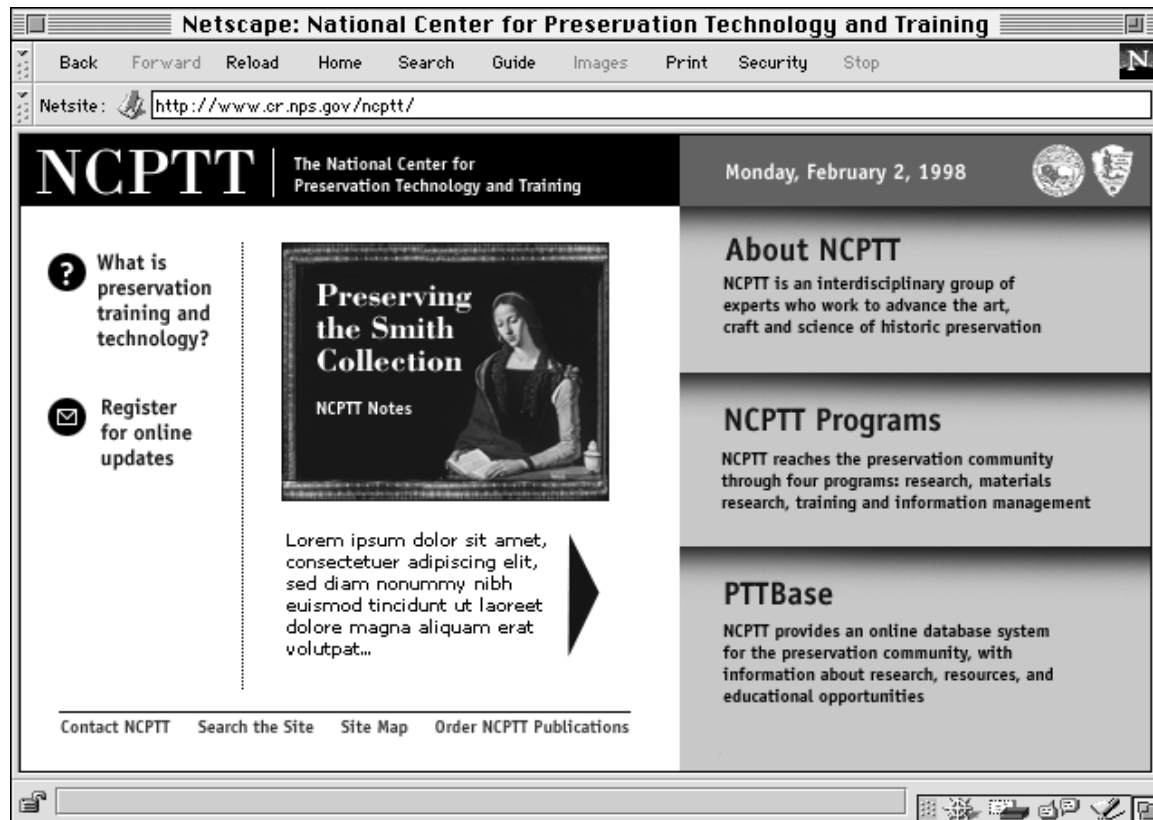 Netscape: National Center for Preservation Technology and Training
Back Forward Reload Home Search Guide Images Print Security Stop
N
Netsite: http://www.cr.nps.gov/ncptt/
NCPTT
The National Center for
Preservation Technology and Training
Monday, February 2, 1998
?
What is
preservation
training and
technology?
Register
for online
updates
Preserving
the Smith
Collection
NCPTT Notes
Lorem ipsum dolor sit amet,
consectetuer adipiscing elit,
sed diam nonummy nibh
euismod tincidunt ut laoreet
dolore magna aliquam erat
volutpat...
About NCPTT
NCPTT is an interdisciplinary group of
experts who work to advance the art,
craft and science of historic preservation
NCPTT Programs
NCPTT reaches the preservation community
through four programs: research, materials
research, training and information management
PTTBase
NCPTT provides an online database system
for the preservation community, with
information about research, resources, and
educational opportunities
Contact NCPTT Search the Site Site Map Order NCPTT Publications